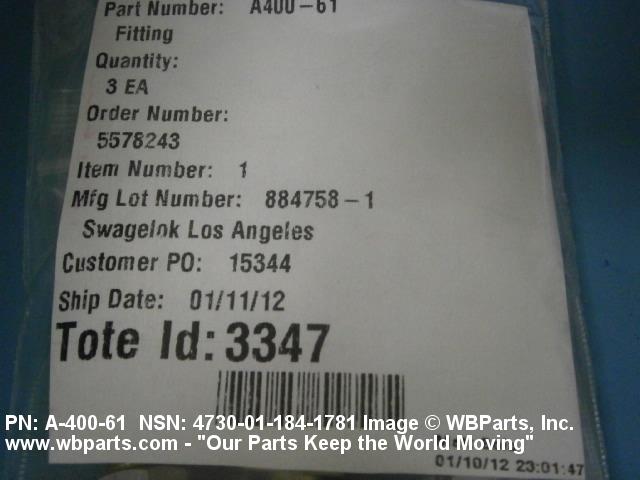 Part Number: A400-61
Fitting
Quantity:
3 EA
Order Number:
5578243
Item Number: 1
Mfg Lot Number: 884758-1
Swagelok Los Angeles
Customer PO: 15344
Ship Date: 01/11/12
Tote Id: 3347
PN: A-400-61 NSN: 4730-01-184-1781 Image © WBParts, Inc.
www.wbparts.com - "Our Parts Keep the World Moving"
01/10/12 23:01:47